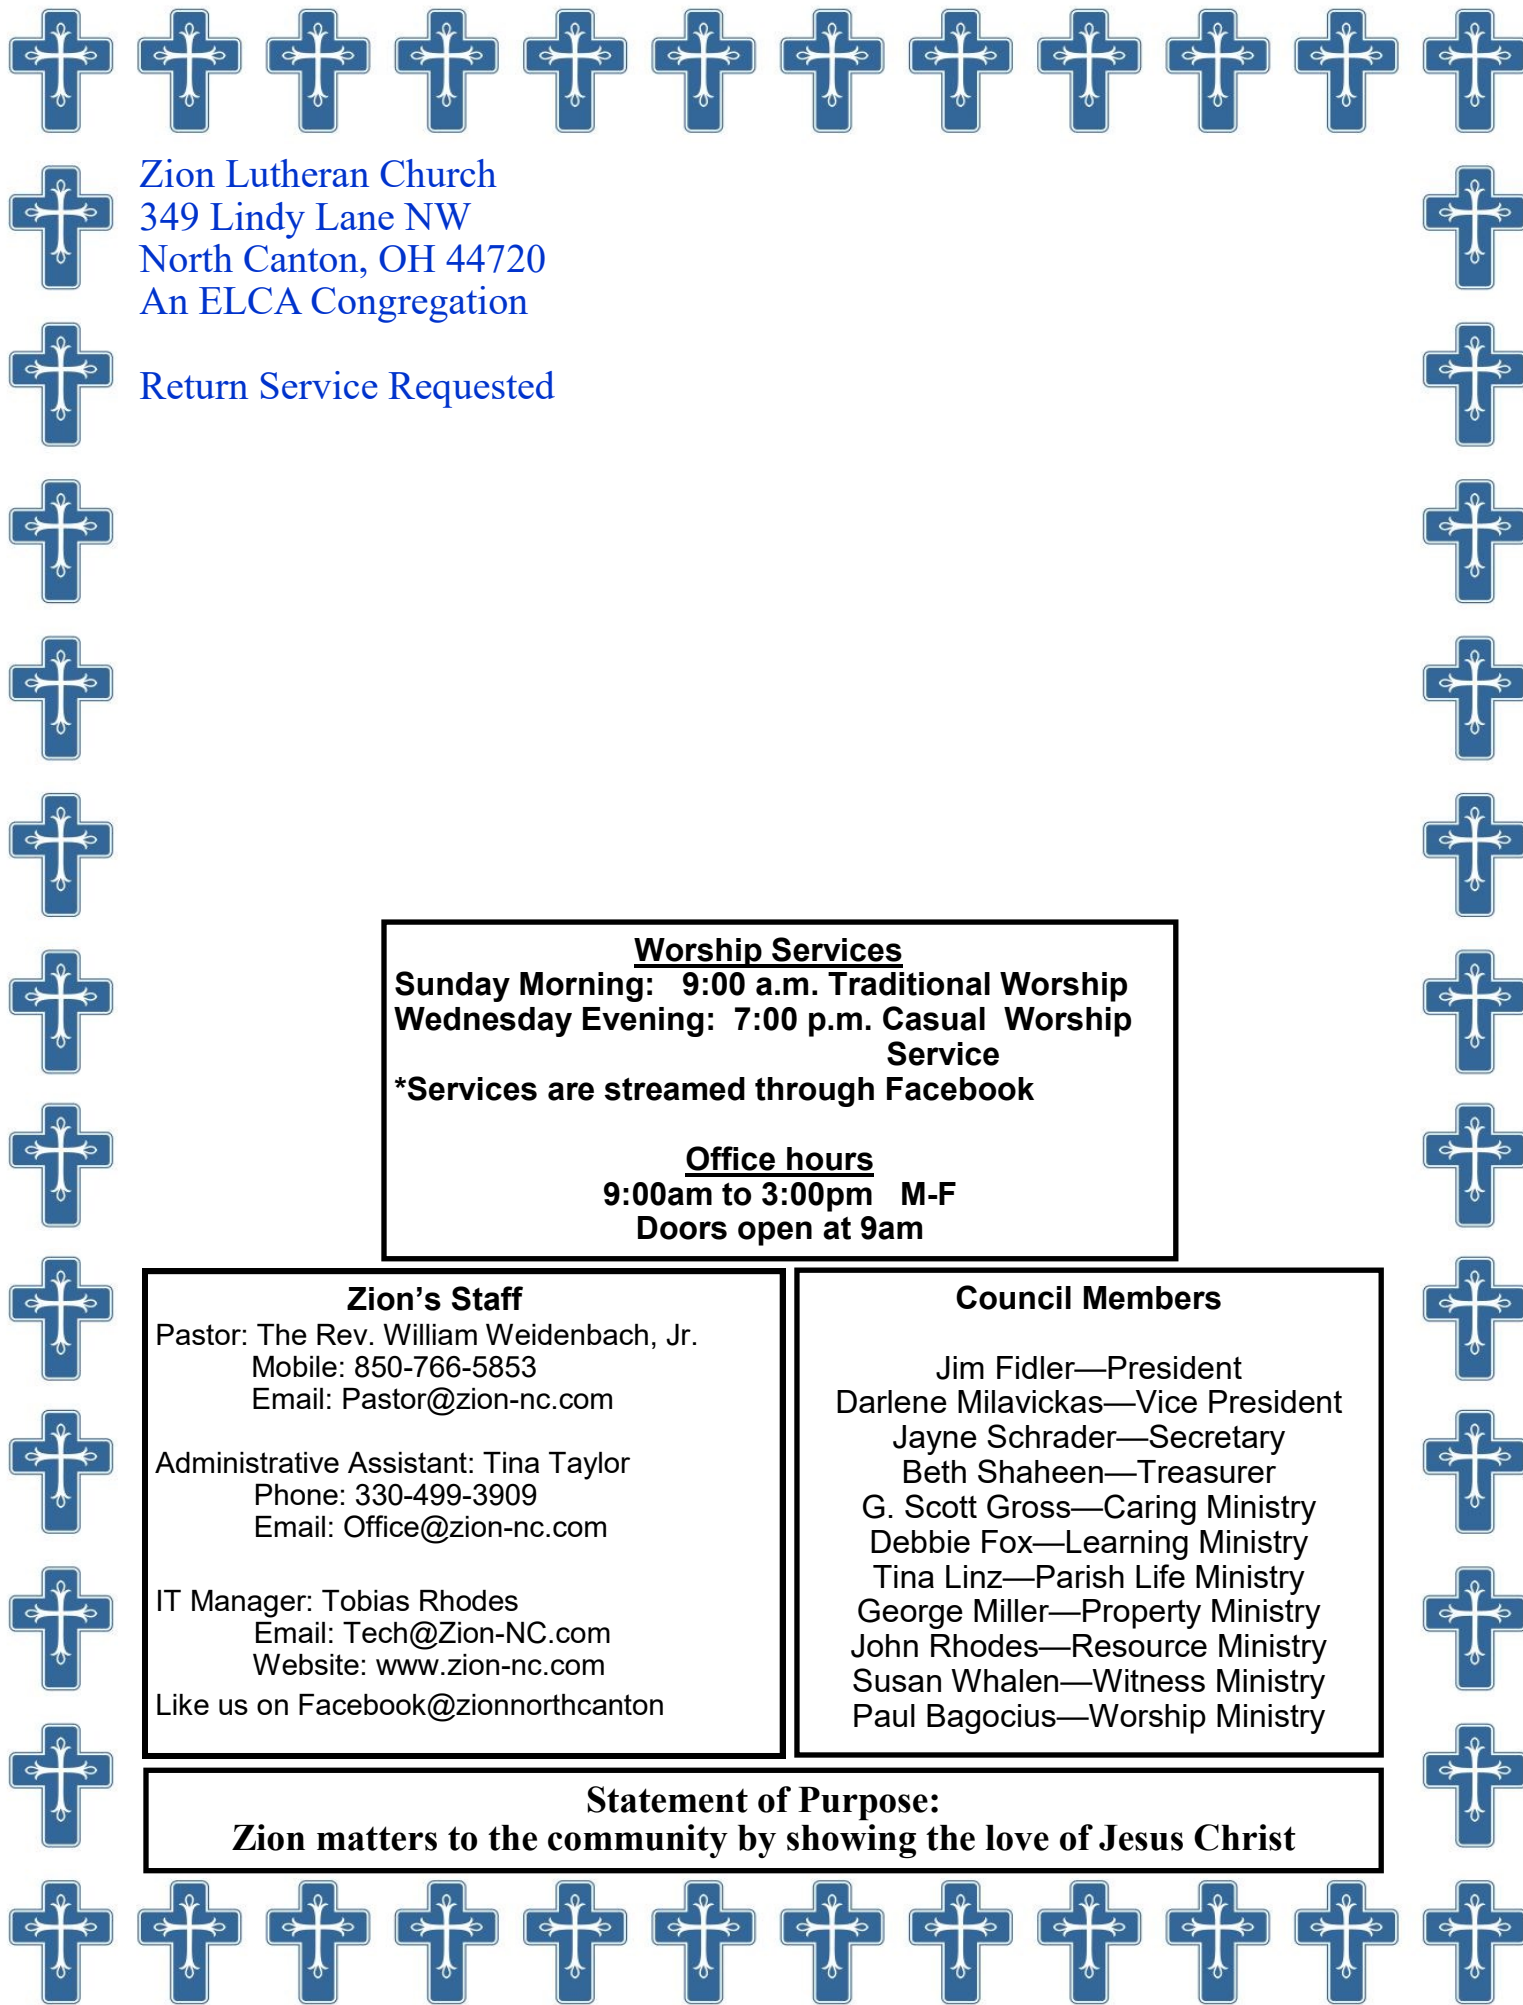 Zion Lutheran Church
349 Lindy Lane NW
North Canton, OH 44720
An ELCA Congregation
Return Service Requested
Worship Services
Sunday Morning: 9:00 a.m. Traditional Worship
Wednesday Evening: 7:00 p.m. Casual Worship
Service
*Services are streamed through Facebook
Office hours
9:00am to 3:00pm M-F
Doors open at 9am
Zion’s Staff
Pastor: The Rev. William Weidenbach, Jr.
Mobile: 850-766-5853
Email: Pastor@zion-nc.com
Administrative Assistant: Tina Taylor
Phone: 330-499-3909
Email: Office@zion-nc.com
IT Manager: Tobias Rhodes
Email: Tech@Zion-NC.com
Website: www.zion-nc.com
Like us on Facebook@zionnorthcanton
Council Members
Jim Fidler—President
Darlene Milavickas—Vice President
Jayne Schrader—Secretary
Beth Shaheen—Treasurer
G. Scott Gross—Caring Ministry
Debbie Fox—Learning Ministry
Tina Linz—Parish Life Ministry
George Miller—Property Ministry
John Rhodes—Resource Ministry
Susan Whalen—Witness Ministry
Paul Bagocius—Worship Ministry
Statement of Purpose:
Zion matters to the community by showing the love of Jesus Christ